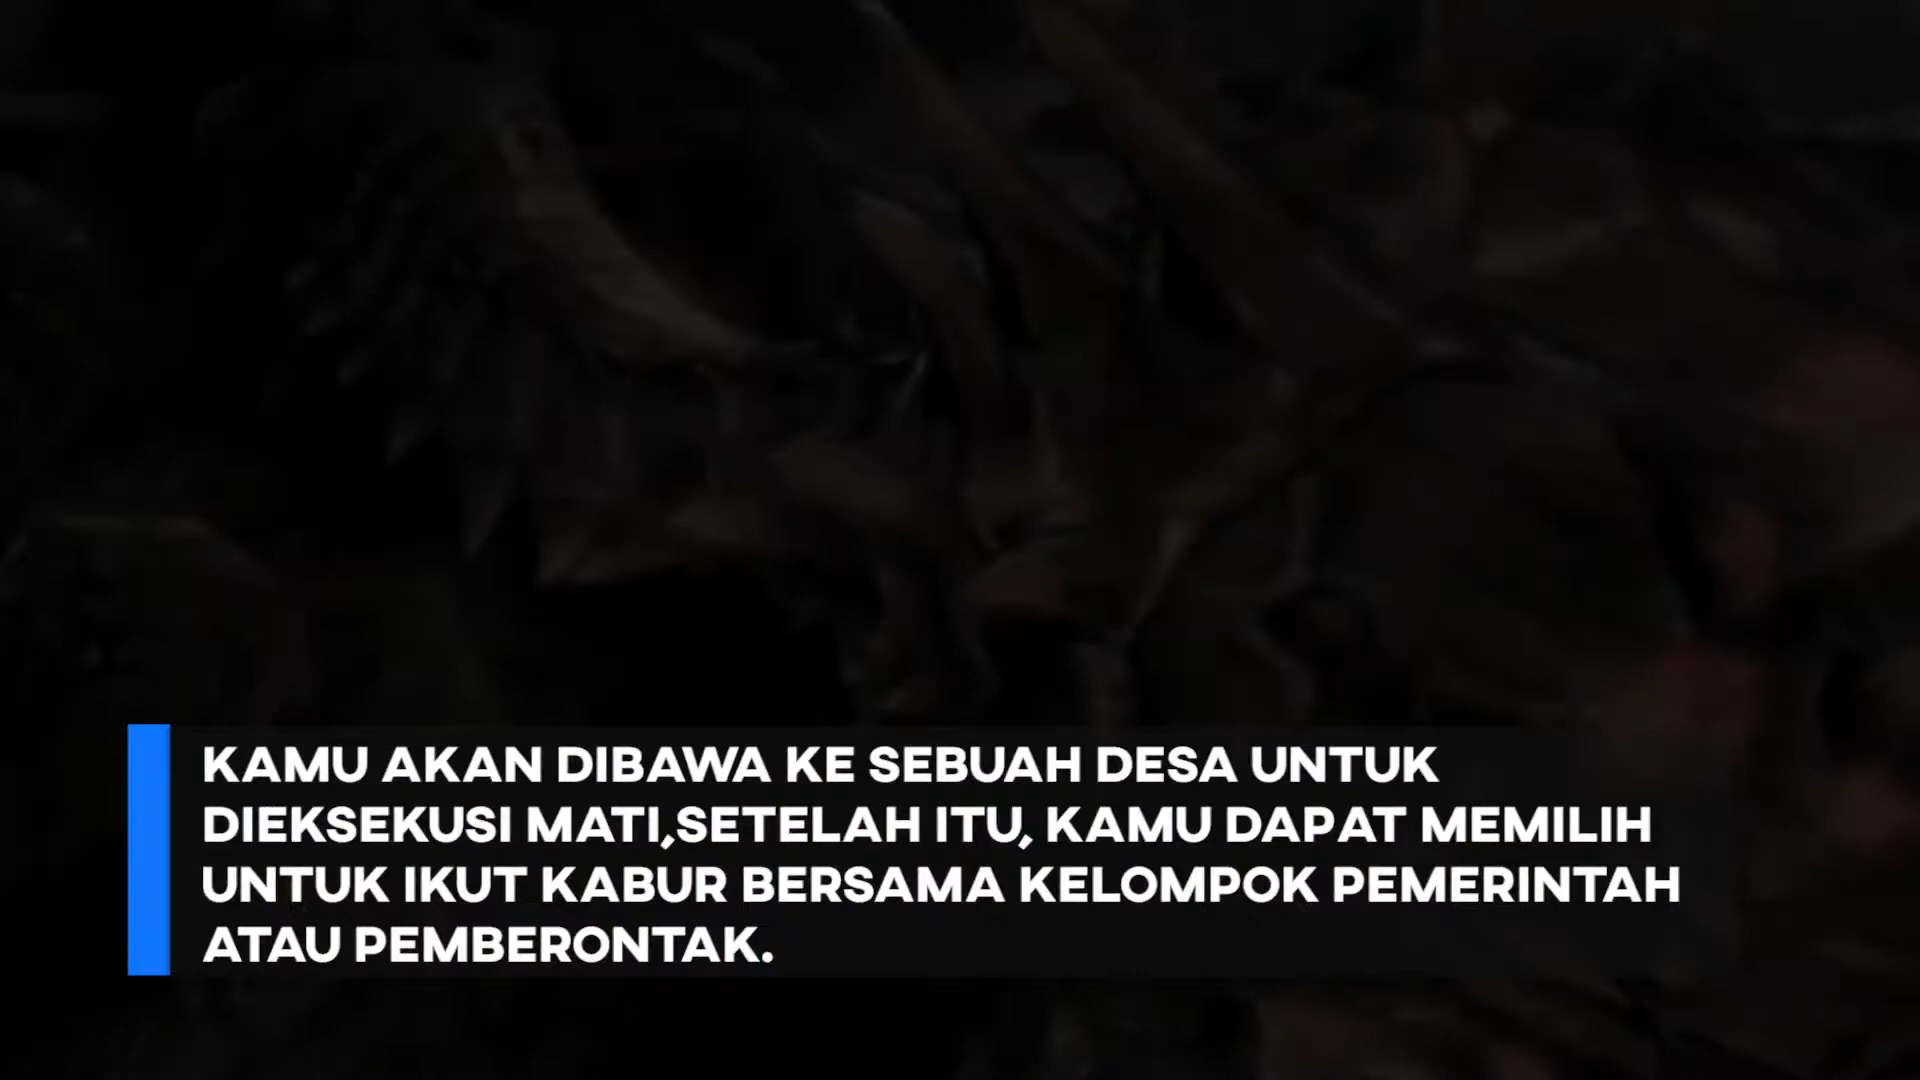 KAMU AKAN DIBAWA KE SEBUAH DESA UNTUK
DIEKSEKUSI MATI,SETELAH ITU, KAMU DAPAT MEMILIH
UNTUK IKUT KABUR BERSAMA KELOMPOK PEMERINTAH
ATAU PEMBERONTAK.